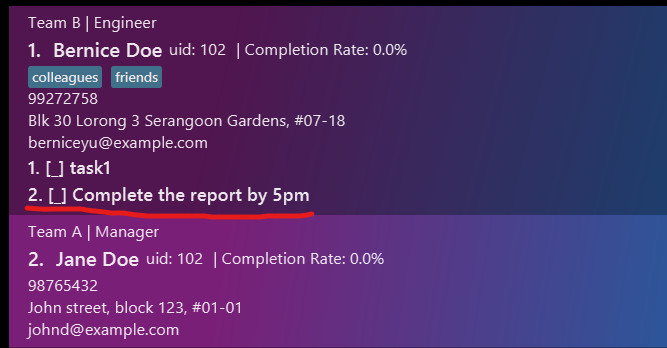 Team B | Engineer
1. Bernice Doe uid: 102 | Completion Rate: 0.0%
colleagues friends
99272758
Blk 30 Lorong 3 Serangoon Gardens, #07-18
berniceyu@example.com
1. [_] task1
2. [_] Complete the report by 5pm
Team A | Manager
2. Jane Doe uid: 102 | Completion Rate: 0.0%
98765432
John street, block 123, #01-01
johnd@example.com